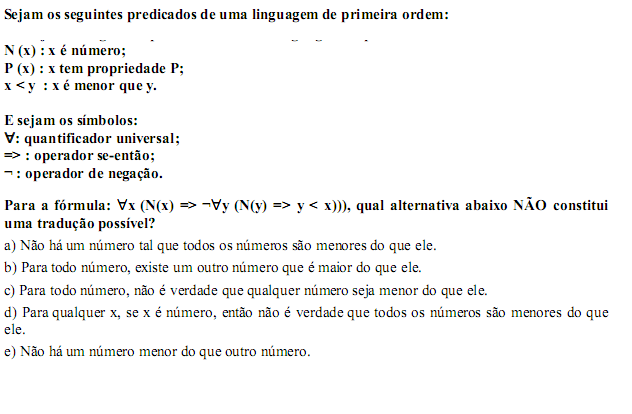 Sejam os seguintes predicados de uma linguagem de primeira ordem:
N (x) : x é número;
P (x) : x tem propriedade P;
x < y : x é menor que y.
E sejam os símbolos:
∀: quantificador universal;
=> : operador se-então;
¬ : operador de negação.
Para a fórmula: ∀x (N(x) => ¬∀y (N(y) => y < x))), qual alternativa abaixo NÃO constitui
uma tradução possível?
a) Não há um número tal que todos os números são menores do que ele.
b) Para todo número, existe um outro número que é maior do que ele.
c) Para todo número, não é verdade que qualquer número seja menor do que ele.
d) Para qualquer x, se x é número, então não é verdade que todos os números são menores do que
ele.
e) Não há um número menor do que outro número.